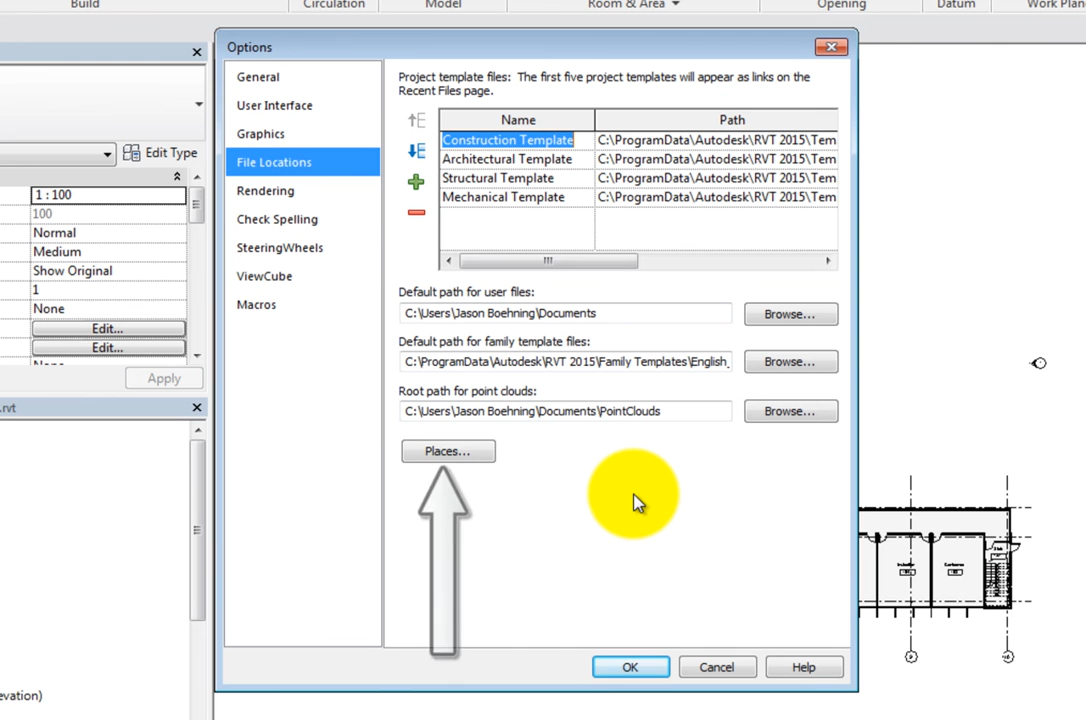 Build
Circulation
Model
Room & Area
Opening
Datum
Work Plan
Options
General
User Interface
Graphics
File Locations
Rendering
Check Spelling
SteeringWheels
ViewCube
Macros
Project template files: The first five project templates will appear as links on the
Recent Files page.
Name Path
Construction Template C:\ProgramData\Autodesk\RVT 2015\Tem
Architectural Template C:\ProgramData\Autodesk\RVT 2015\Tem
Structural Template C:\ProgramData\Autodesk\RVT 2015\Tem
Mechanical Template C:\ProgramData\Autodesk\RVT 2015\Tem
Default path for user files:
C:\Users\Jason Boehning\Documents Browse...
Default path for family template files:
C:\ProgramData\Autodesk\RVT 2015\Family Templates\English_ Browse...
Root path for point clouds:
C:\Users\Jason Boehning\Documents\PointClouds Browse...
Places...
OK Cancel Help
Edit Type
1 : 100
100
Normal
Medium
Show Original
1
None
Edit...
Edit...
Apply
.rvt
evation)